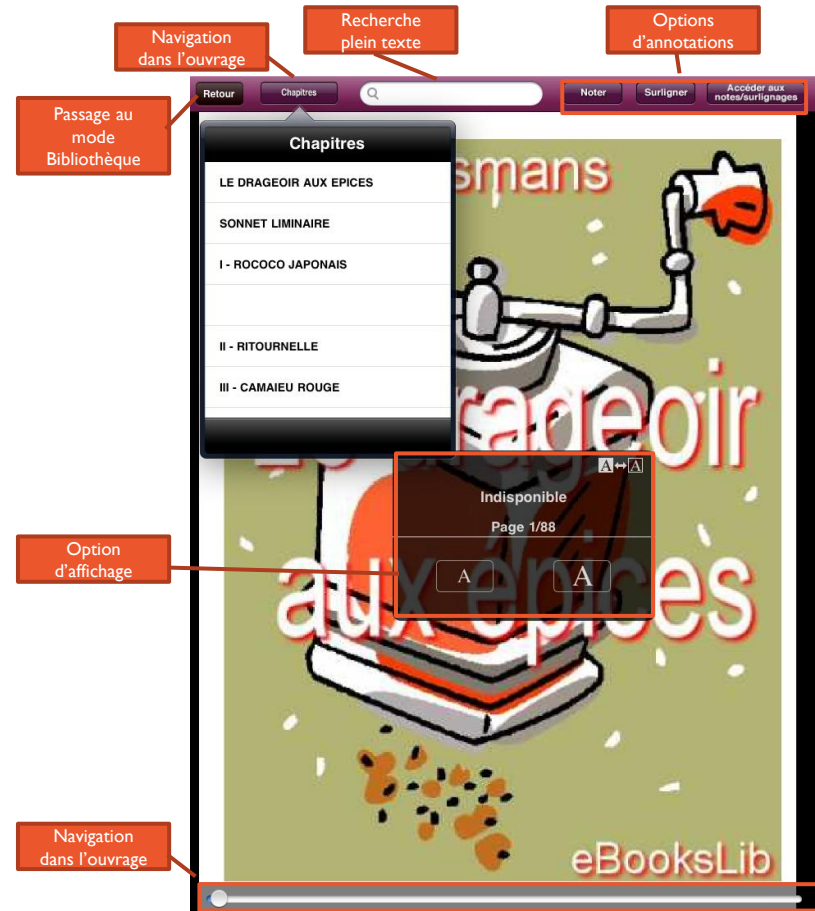 Navigation
dans l’ouvrage
Recherche
plein texte
Options
d’annotations
Passage au
mode
Bibliothèque
Retour
Chapitres
Noter
Surligner
Accéder aux
notes/surlignages
Chapitres
LE DRAGEOIR AUX EPICES
SONNET LIMINAIRE
I - ROCOCO JAPONAIS
II - RITOURNELLE
III - CAMAIEU ROUGE
smans
rageoir
aux épices
A↔A
Indisponible
Page 1/88
A A
Option
d’affichage
Navigation
dans l’ouvrage
eBooksLib